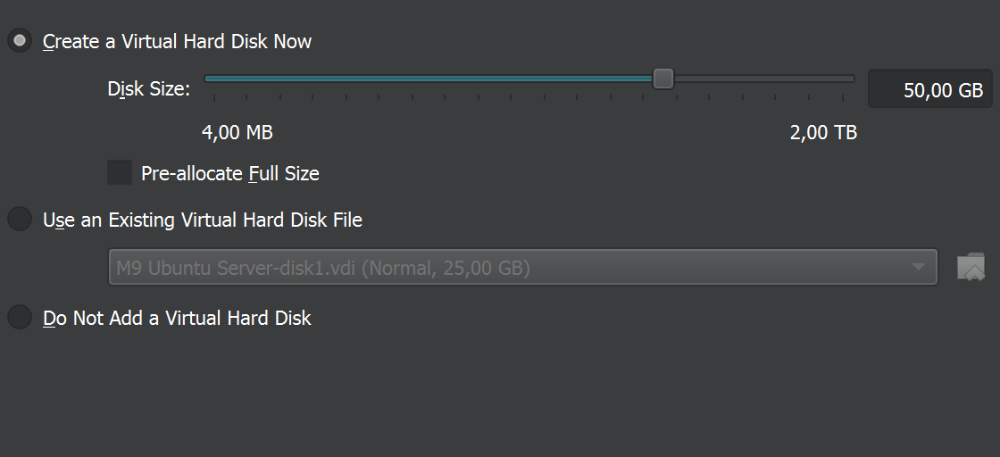 Create a Virtual Hard Disk Now
Disk Size:
50,00 GB
4,00 MB 2,00 TB
Pre-allocate Full Size
Use an Existing Virtual Hard Disk File
M9 Ubuntu Server-disk1.vdi (Normal, 25,00 GB)
Do Not Add a Virtual Hard Disk